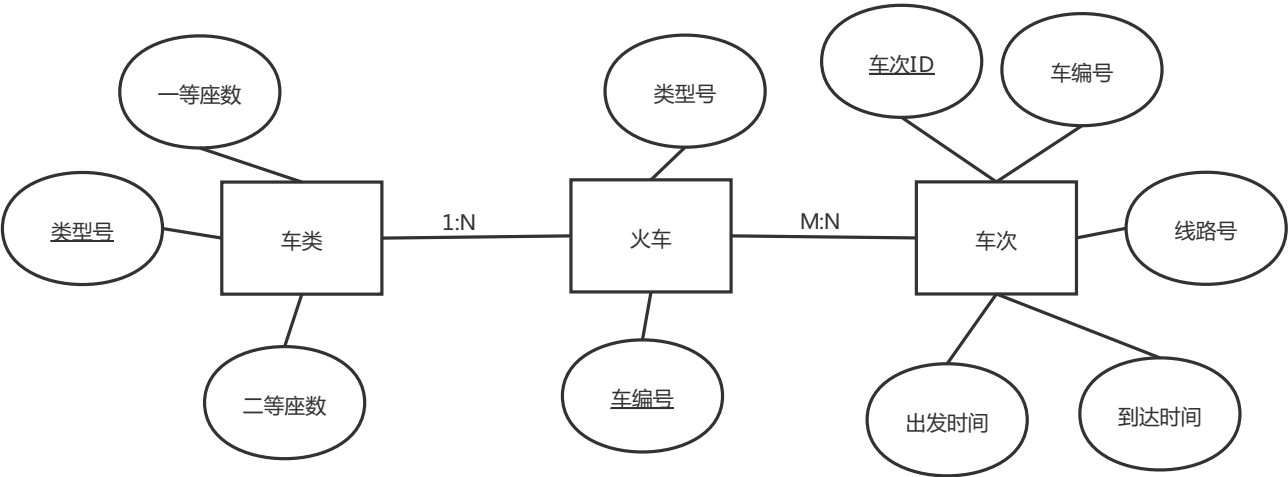 车次ID
车编号
一等座数
类型号
类型号
车类
1:N
火车
M:N
车次
线路号
二等座数
车编号
出发时间
到达时间